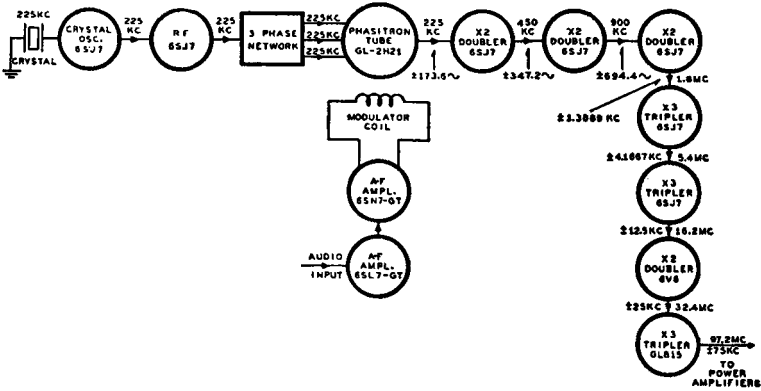 225KC
CRYSTAL
CRYSTAL
OSC.
6SJ7
225
KC
R F
6SJ7
225
KC
3 PHASE
NETWORK
225KC
225KC
225KC
PHASITRON
TUBE
GL-2H21
225
KC
±173.6~
X2
DOUBLER
6SJ7
450
KC
±347.2~
X2
DOUBLER
6SJ7
900
KC
±694.4~
X2
DOUBLER
6SJ7
1.8MC
±1.3889 KC
X3
TRIPLER
6SJ7
±4.1667KC
5.4MC
X3
TRIPLER
6SJ7
±12.5KC
16.2MC
X2
DOUBLER
6V6
±25KC
32.4MC
X3
TRIPLER
GL815
97.2MC
±75KC
TO
POWER
AMPLIFIERS
MODULATOR
COIL
A-F
AMPL.
6SN7-GT
AUDIO
INPUT
A-F
AMPL.
6SL7-GT